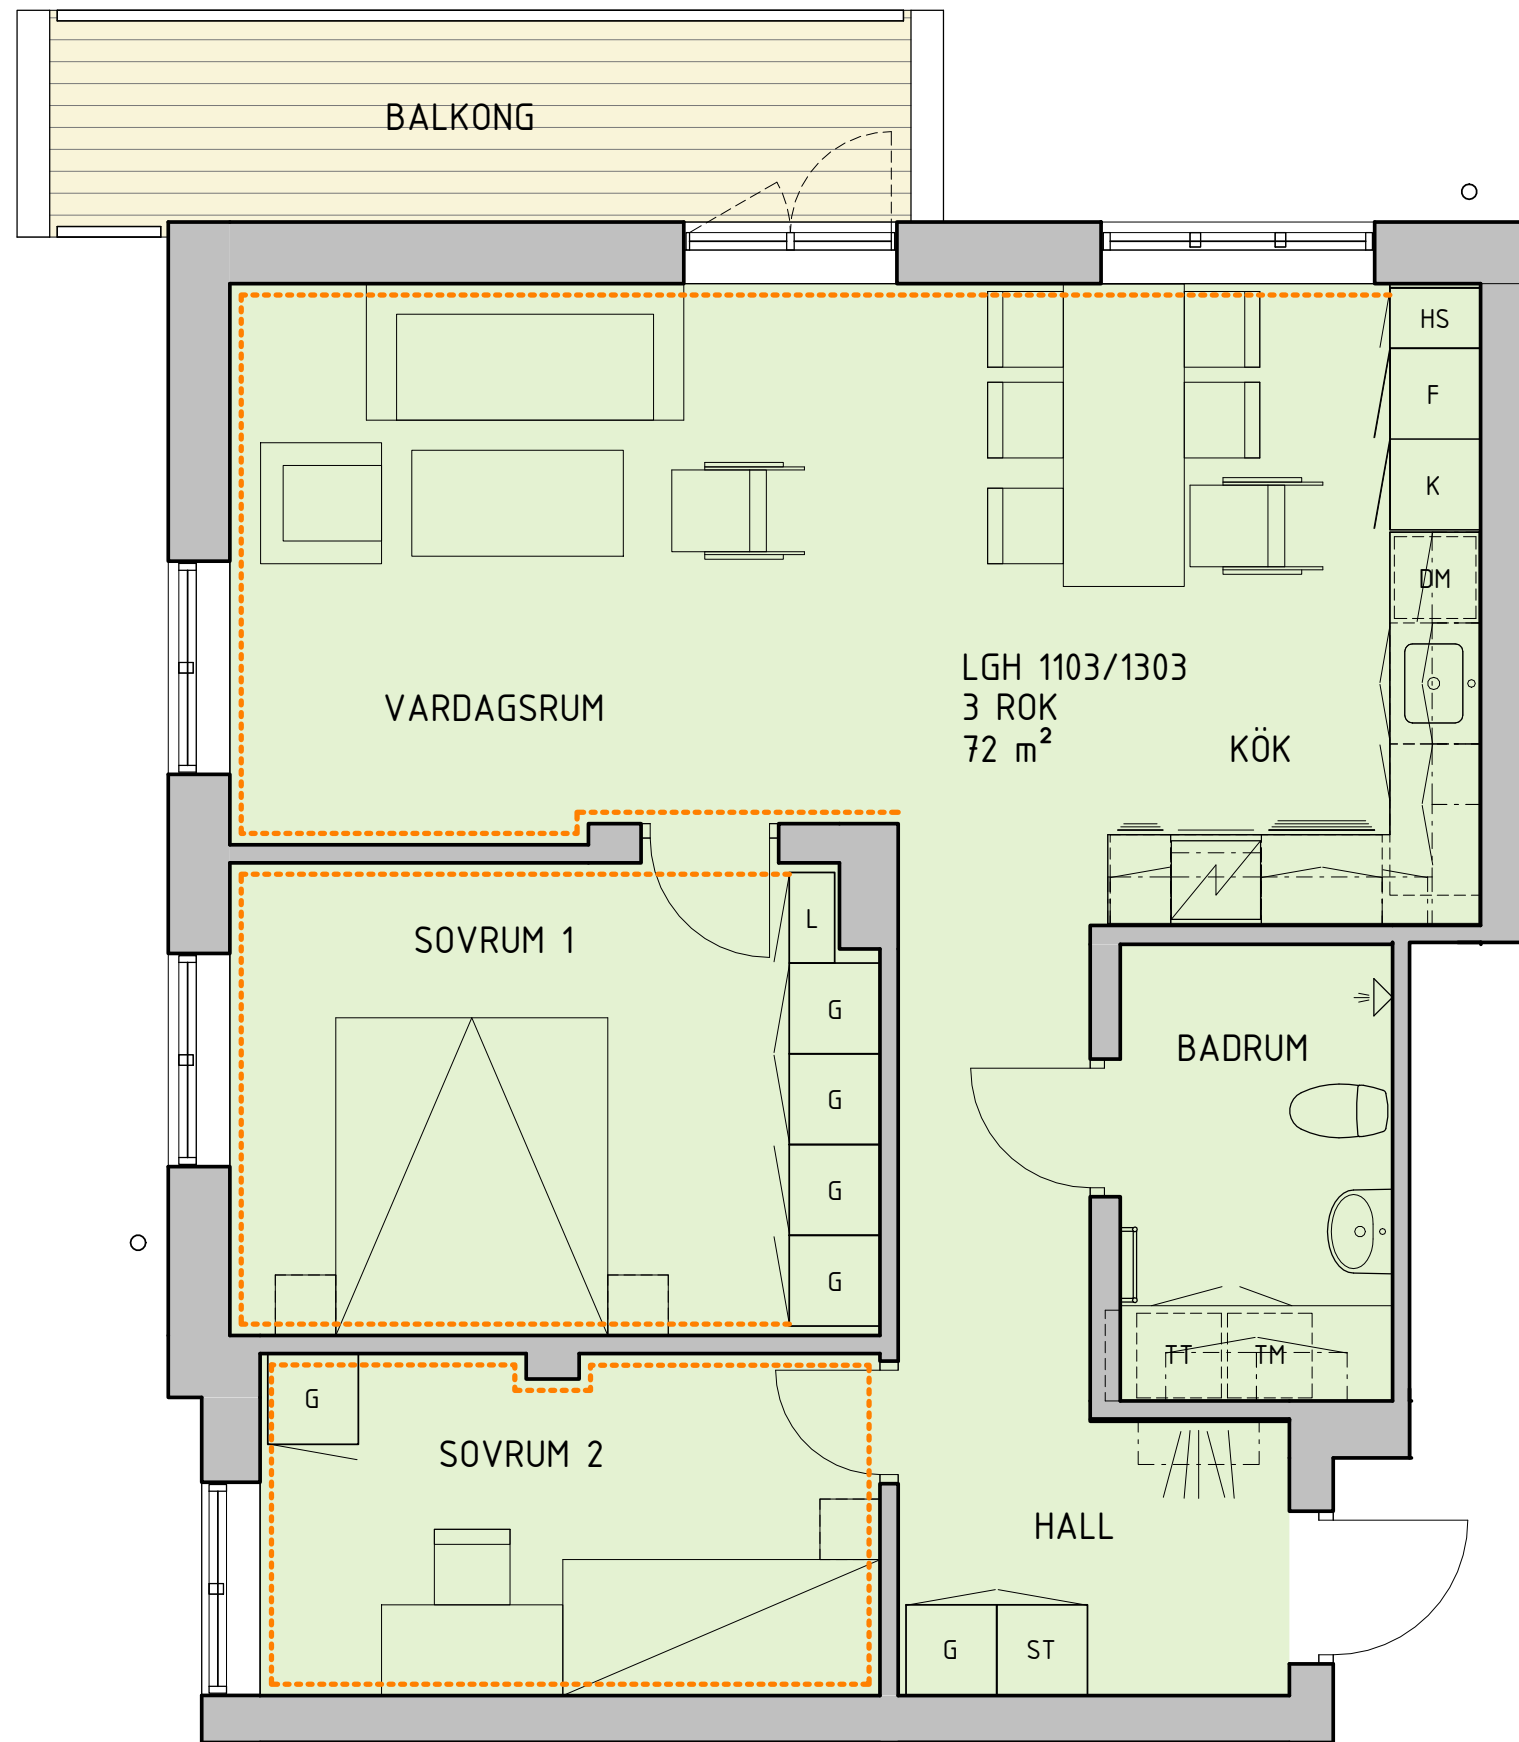 BALKONG
HS
F
K
DM
LGH 1103/1303
3 ROK
72 m²
VARDAGSRUM
KÖK
L
SOVRUM 1
G
BADRUM
G
G
G
TT TM
G
SOVRUM 2
HALL
G ST